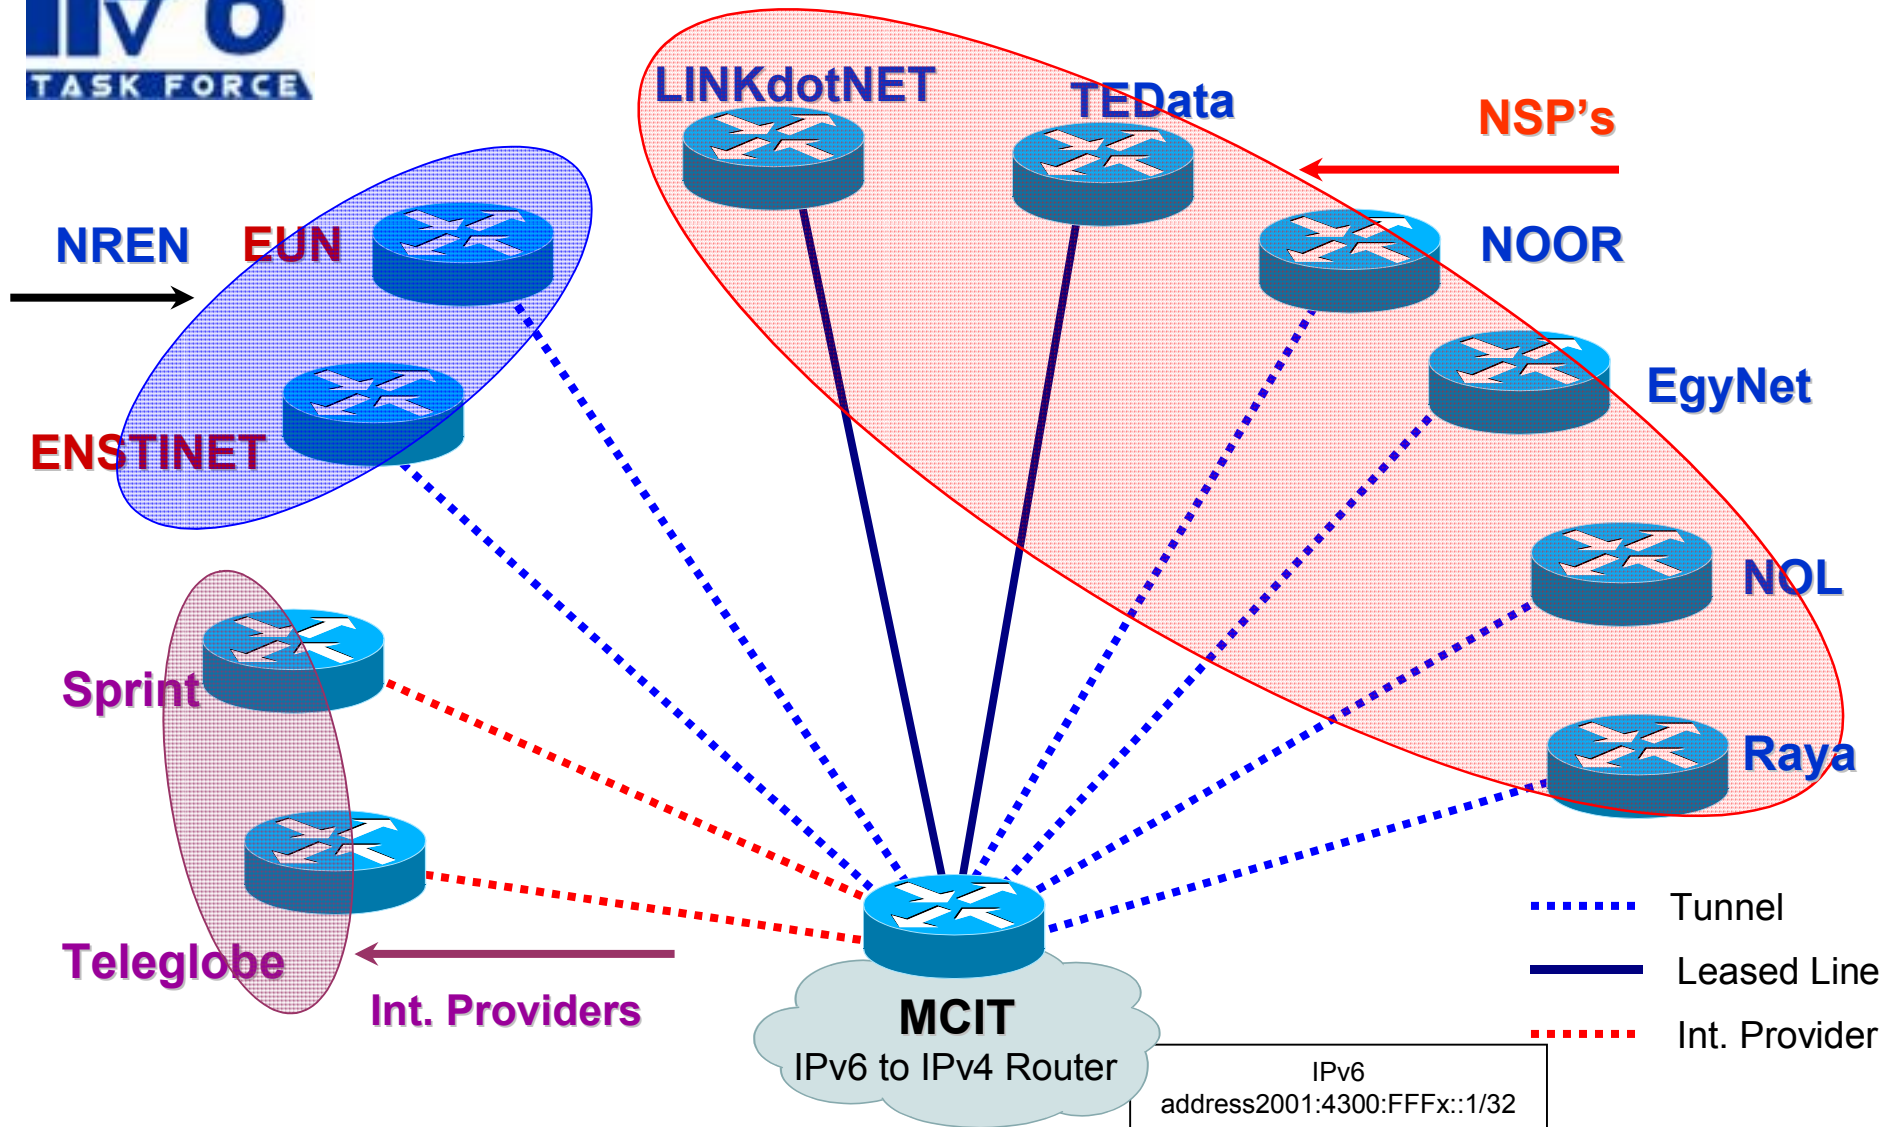 TASK FORCE
LINKdotNET
TEData
NSP's
NREN
EUN
NOOR
EgyNet
ENSTINET
NOL
Sprint
Raya
Tunnel
Teleglobe
Leased Line
Int. Providers
MCIT
Int. Provider
IPv6 to IPv4 Router
IPv6
address2001:4300:FFFx::1/32